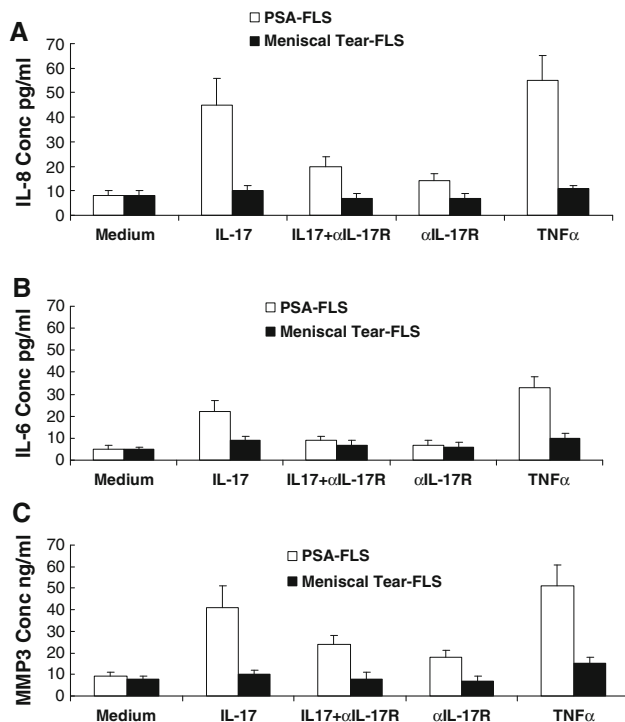 A
PSA-FLS
Meniscal Tear-FLS
IL-8 Conc pg/ml
70
60
50
40
30
20
10
0
Medium IL-17 IL17+αIL-17R αIL-17R TNFα
B
PSA-FLS
Meniscal Tear-FLS
IL-6 Conc pg/ml
70
60
50
40
30
20
10
0
Medium IL-17 IL17+αIL-17R αIL-17R TNFα
C
PSA-FLS
Meniscal Tear-FLS
MMP3 Conc ng/ml
70
60
50
40
30
20
10
0
Medium IL-17 IL17+αIL-17R αIL-17R TNFα